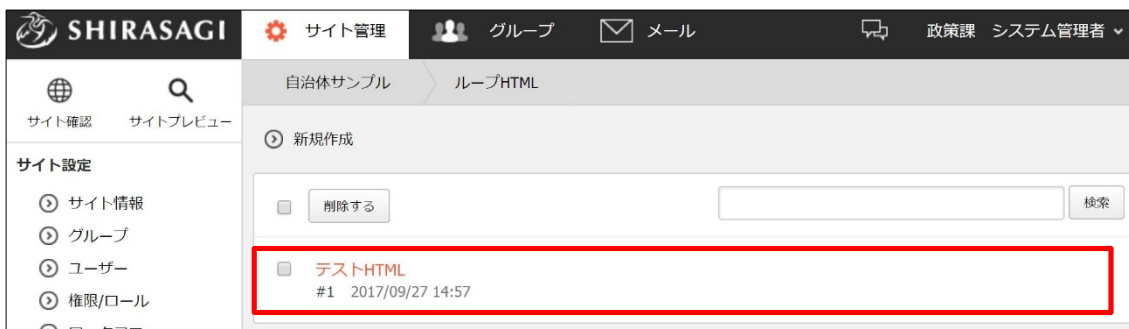 SHIRASAGI
サイト管理
グループ
メール
政策課 システム管理者
サイト確認 サイトプレビュー
サイト設定
サイト情報
グループ
ユーザー
権限/ロール
自治体サンプル ループHTML
新規作成
削除する 検索
テストHTML
#1 2017/09/27 14:57